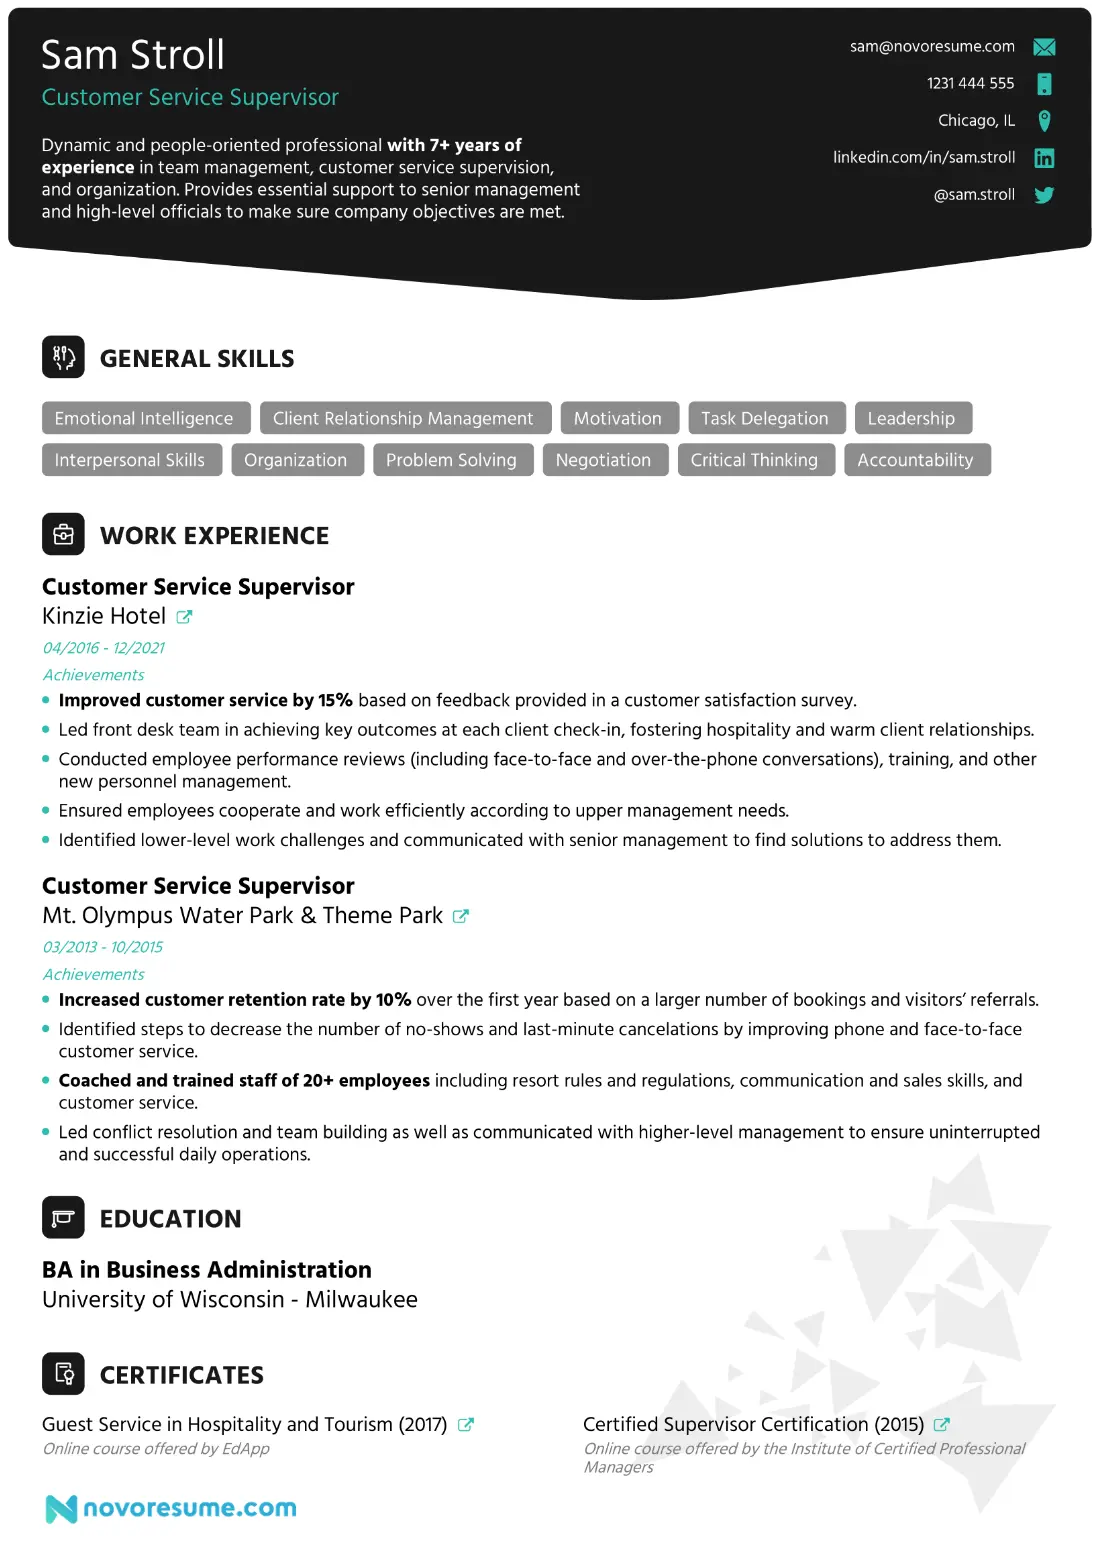 Sam Stroll
Customer Service Supervisor
Dynamic and people-oriented professional with 7+ years of
experience in team management, customer service supervision,
and organization. Provides essential support to senior management
and high-level officials to make sure company objectives are met.
sam@novoresume.com
1231 444 555
Chicago, IL
linkedin.com/in/sam.stroll
@sam.stroll
GENERAL SKILLS
Emotional Intelligence Client Relationship Management Motivation Task Delegation Leadership
Interpersonal Skills Organization Problem Solving Negotiation Critical Thinking Accountability
WORK EXPERIENCE
Customer Service Supervisor
Kinzie Hotel
04/2016 - 12/2021
Achievements
Improved customer service by 15% based on feedback provided in a customer satisfaction survey.
Led front desk team in achieving key outcomes at each client check-in, fostering hospitality and warm client relationships.
Conducted employee performance reviews (including face-to-face and over-the-phone conversations), training, and other
new personnel management.
Ensured employees cooperate and work efficiently according to upper management needs.
Identified lower-level work challenges and communicated with senior management to find solutions to address them.
Customer Service Supervisor
Mt. Olympus Water Park & Theme Park
03/2013 - 10/2015
Achievements
Increased customer retention rate by 10% over the first year based on a larger number of bookings and visitors’ referrals.
Identified steps to decrease the number of no-shows and last-minute cancelations by improving phone and face-to-face
customer service.
Coached and trained staff of 20+ employees including resort rules and regulations, communication and sales skills, and
customer service.
Led conflict resolution and team building as well as communicated with higher-level management to ensure uninterrupted
and successful daily operations.
EDUCATION
BA in Business Administration
University of Wisconsin - Milwaukee
CERTIFICATES
Guest Service in Hospitality and Tourism (2017)
Online course offered by EdApp
Certified Supervisor Certification (2015)
Online course offered by the Institute of Certified Professional
Managers
novoresume.com